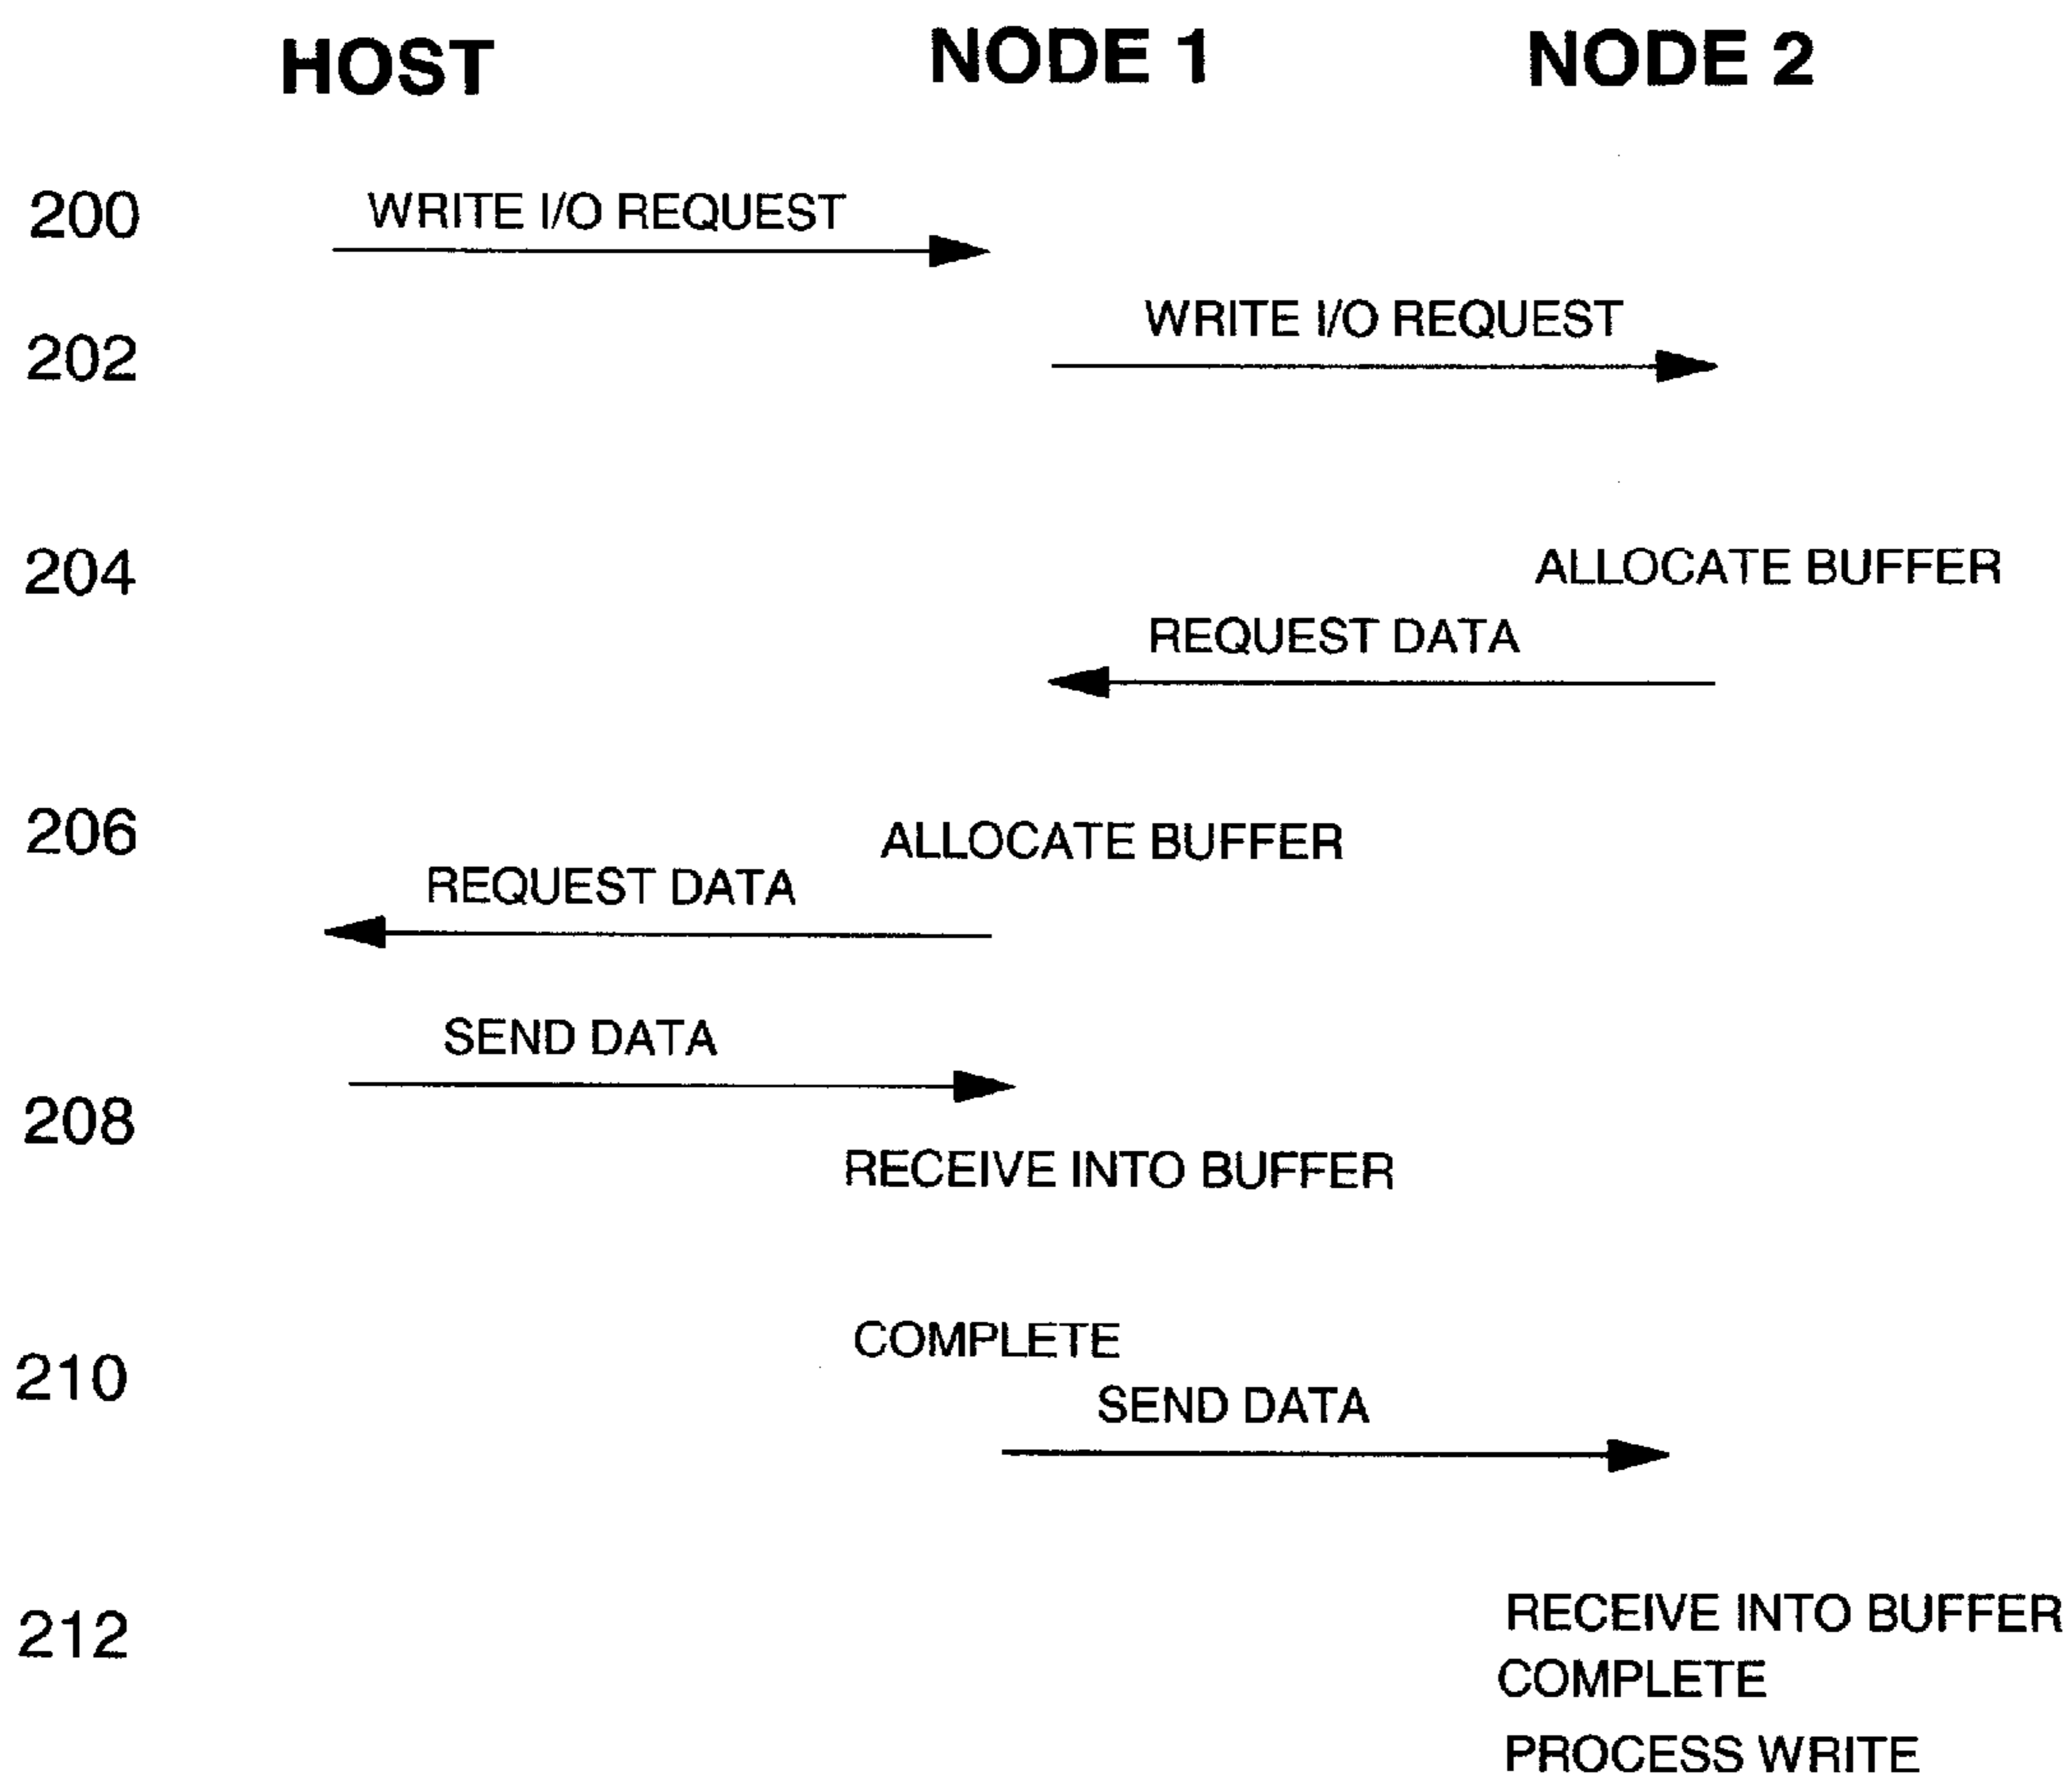 HOST NODE 1 NODE 2
200 WRITE I/O REQUEST
WRITE I/O REQUEST
202
204 ALLOCATE BUFFER
REQUEST DATA
206 ALLOCATE BUFFER
REQUEST DATA
SEND DATA
208
RECEIVE INTO BUFFER
COMPLETE
210
SEND DATA
RECEIVE INTO BUFFER
212
COMPLETE
PROCESS WRITE